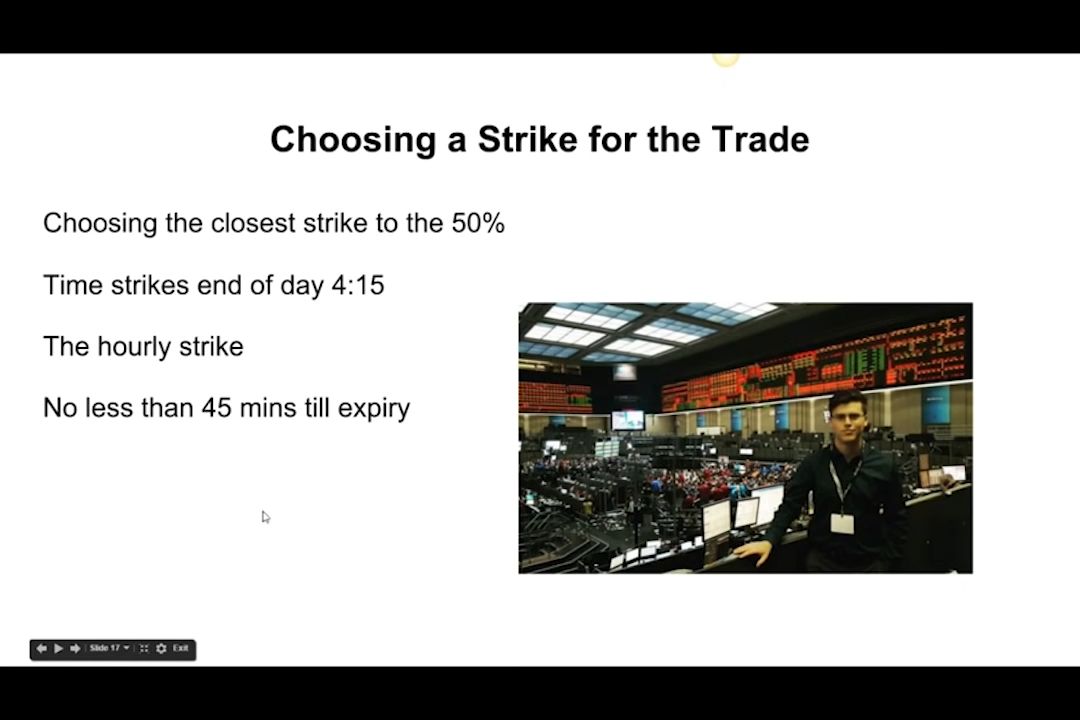 Choosing a Strike for the Trade
Choosing the closest strike to the 50%
Time strikes end of day 4:15
The hourly strike
No less than 45 mins till expiry
Slide 17
Exit